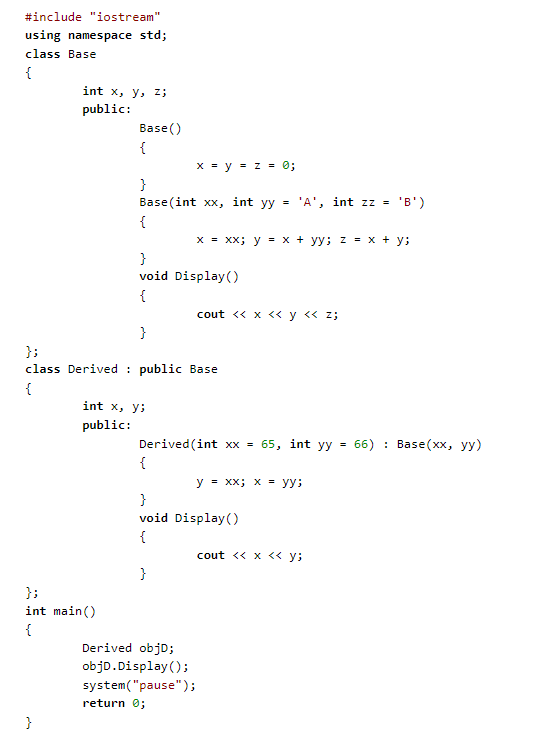 #include "iostream"
using namespace std;
class Base
{
        int x, y, z;
        public:
                Base()
                {
                        x = y = z = 0;
                }
                Base(int xx, int yy = 'A', int zz = 'B')
                {
                        x = xx; y = x + yy; z = x + y;
                }
                void Display()
                {
                        cout << x << y << z;
                }
};
class Derived : public Base
{
        int x, y;
        public:
                Derived(int xx = 65, int yy = 66) : Base(xx, yy)
                {
                        y = xx; x = yy;
                }
                void Display()
                {
                        cout << x << y;
                }
};
int main()
{
        Derived objD;
        objD.Display();
        system("pause");
        return 0;
}